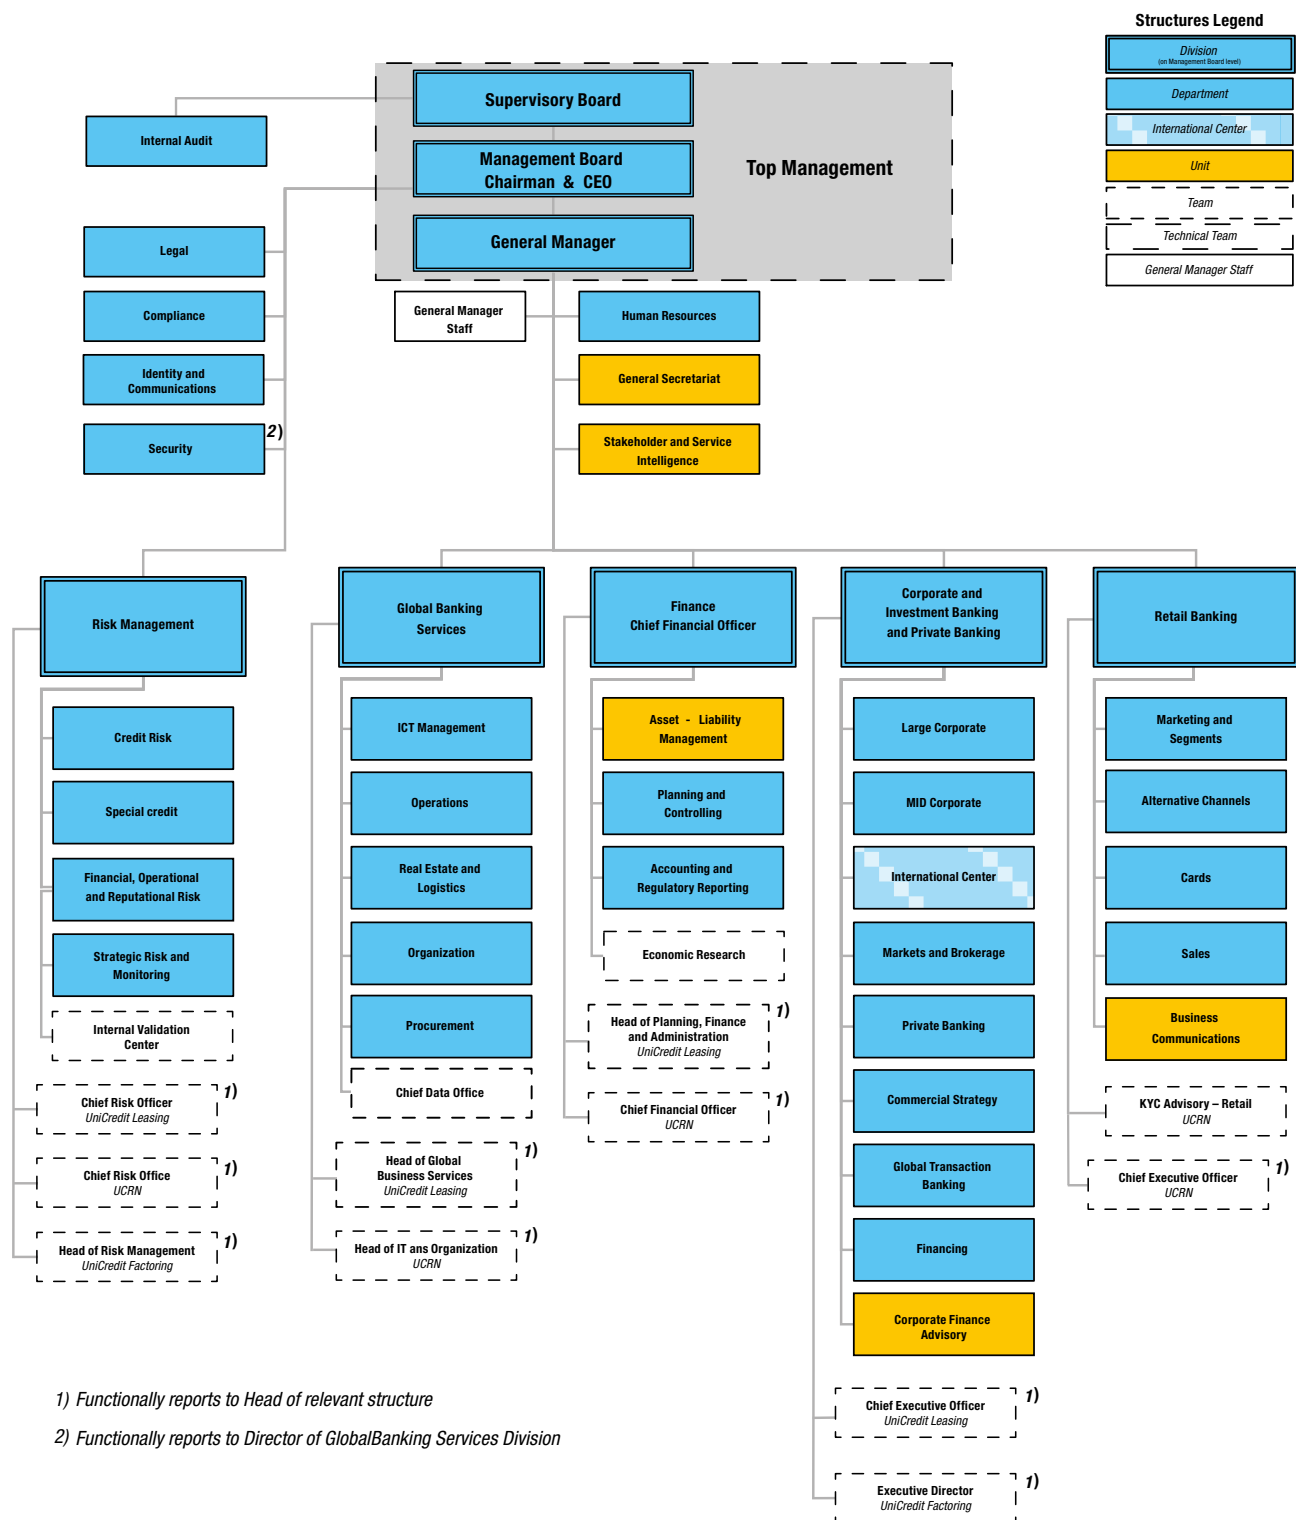 Structures Legend
Division
(on Management Board level)
Department
International Center
Unit
Team
Technical Team
General Manager Staff
Supervisory Board
Internal Audit
Management Board
Chairman & CEO
Top Management
General Manager
Legal
Compliance
Identity and
Communications
Security
2)
General Manager
Staff
Human Resources
General Secretariat
Stakeholder and Service
Intelligence
Risk Management
Credit Risk
Special credit
Financial, Operational
and Reputational Risk
Strategic Risk and
Monitoring
Internal Validation
Center
Chief Risk Officer
UniCredit Leasing
1)
Chief Risk Office
UCRN
1)
Head of Risk Management
UniCredit Factoring
1)
Global Banking
Services
ICT Management
Operations
Real Estate and
Logistics
Organization
Procurement
Chief Data Office
Head of Global
Business Services
UniCredit Leasing
1)
Head of IT ans Organization
UCRN
1)
Finance
Chief Financial Officer
Asset - Liability
Management
Planning and
Controlling
Accounting and
Regulatory Reporting
Economic Research
Head of Planning, Finance
and Administration
UniCredit Leasing
1)
Chief Financial Officer
UCRN
1)
Corporate and
Investment Banking
and Private Banking
Large Corporate
MID Corporate
International Center
Markets and Brokerage
Private Banking
Commercial Strategy
Global Transaction
Banking
Financing
Corporate Finance
Advisory
Chief Executive Officer
UniCredit Leasing
1)
Executive Director
UniCredit Factoring
1)
Retail Banking
Marketing and
Segments
Alternative Channels
Cards
Sales
Business
Communications
KYC Advisory – Retail
UCRN
Chief Executive Officer
UCRN
1)
1) Functionally reports to Head of relevant structure
2) Functionally reports to Director of GlobalBanking Services Division